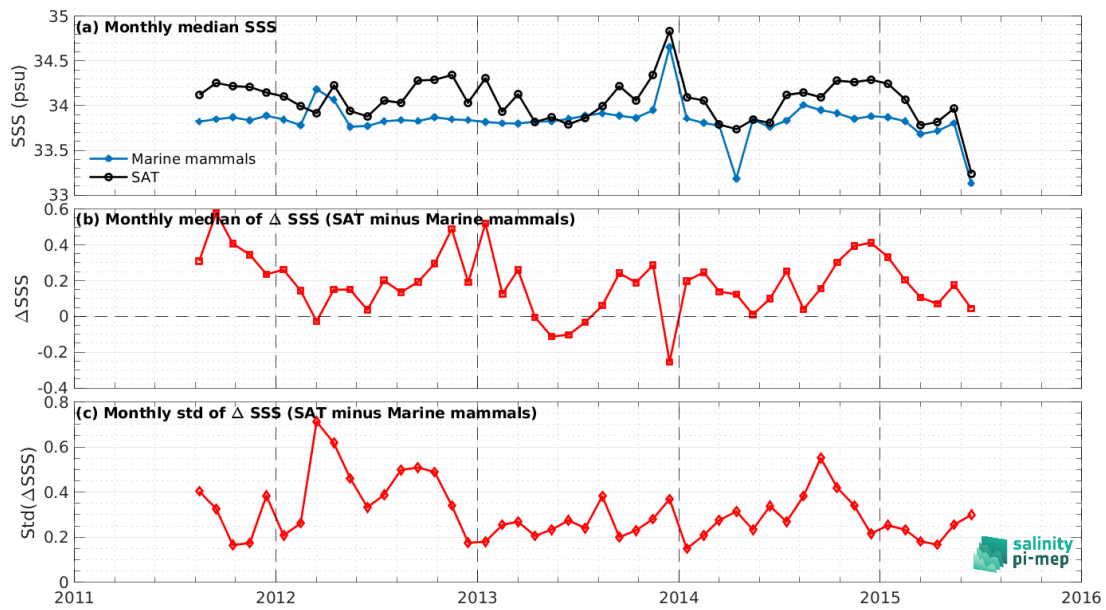 35
(a) Monthly median SSS
34.5
34
33.5
33
SSS (psu)
Marine mammals
SAT
0.6
(b) Monthly median of Δ SSS (SAT minus Marine mammals)
0.4
0.2
0
-0.2
-0.4
ΔSSS
0.8
(c) Monthly std of Δ SSS (SAT minus Marine mammals)
0.6
0.4
0.2
0
Std(ΔSSS)
salinity
pi-mep
2011 2012 2013 2014 2015 2016